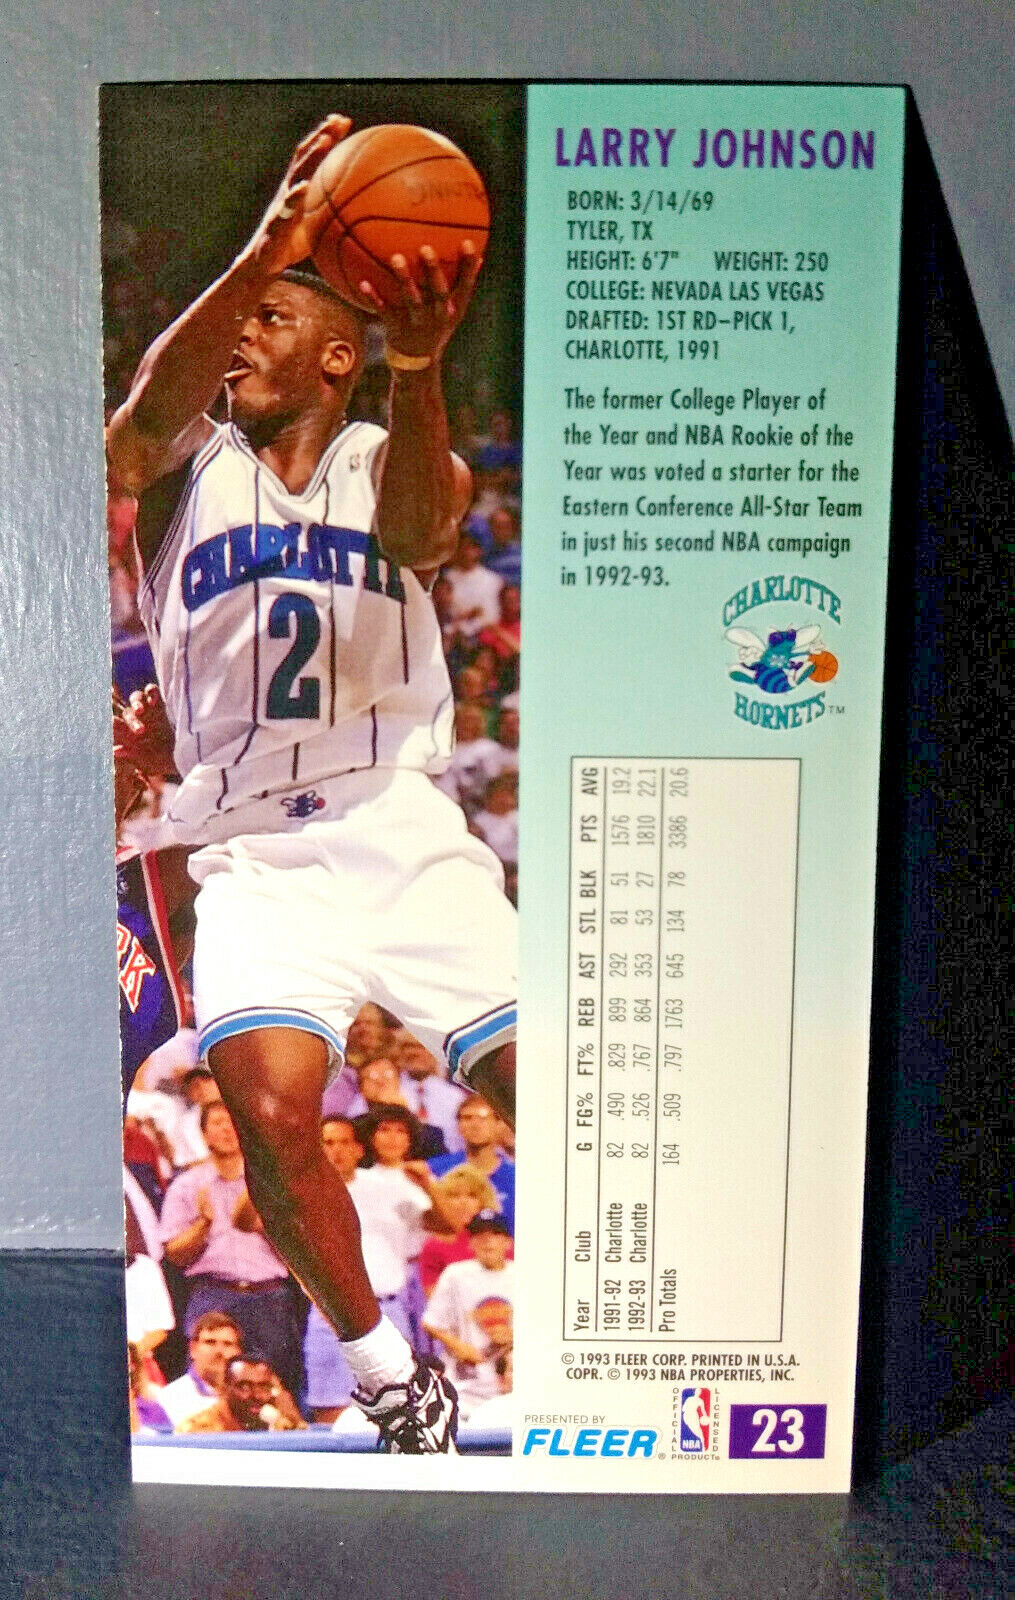 LARRY JOHNSON
BORN: 3/14/69
TYLER, TX
HEIGHT: 6'7" WEIGHT: 250
COLLEGE: NEVADA LAS VEGAS
DRAFTED: 1ST RD–PICK 1,
CHARLOTTE, 1991
The former College Player of
the Year and NBA Rookie of the
Year was voted a starter for the
Eastern Conference All-Star Team
in just his second NBA campaign
in 1992-93.
CHARLOTTE
HORNETS™
CHARLOTTE
2
Year Club G FG% FT% REB AST STL BLK PTS AVG
1991-92 Charlotte 82 .490 .829 899 292 81 51 1576 19.2
1992-93 Charlotte 82 .526 .767 864 353 53 27 1810 22.1
Pro Totals 164 .509 .797 1763 645 134 78 3386 20.6
© 1993 FLEER CORP. PRINTED IN U.S.A.
COPR. © 1993 NBA PROPERTIES, INC.
PRESENTED BY
FLEER®
OFFICIAL
LICENSED
NBA
PRODUCT®
23